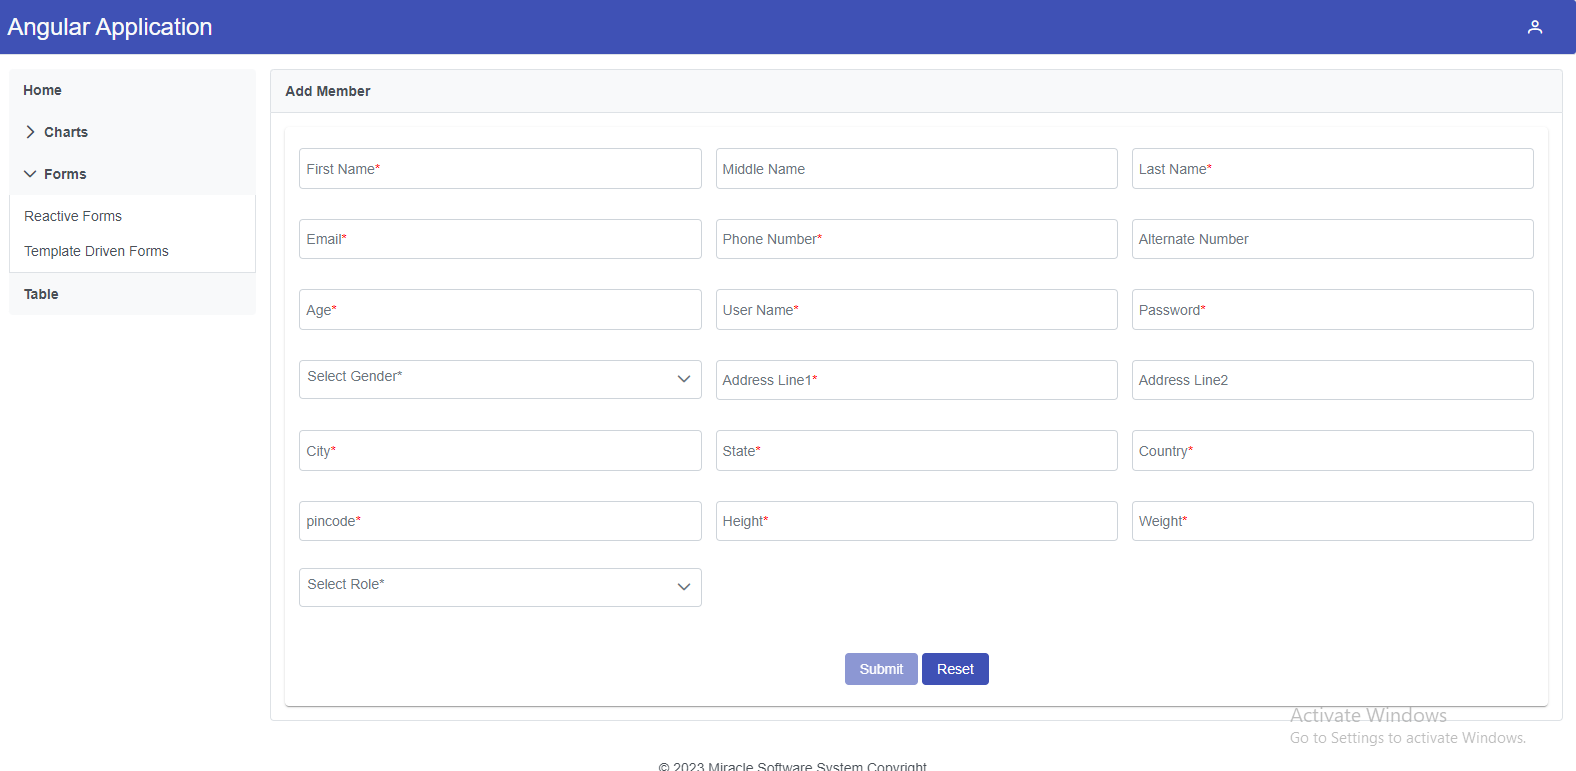 Angular Application
Home
Charts
Forms
Reactive Forms
Template Driven Forms
Table
Add Member
First Name* Middle Name Last Name*
Email* Phone Number* Alternate Number
Age* User Name* Password*
Select Gender* Address Line1* Address Line2
City* State* Country*
pincode* Height* Weight*
Select Role*
Submit Reset
Activate Windows
Go to Settings to activate Windows.
© 2023 Miracle Software System Copyright